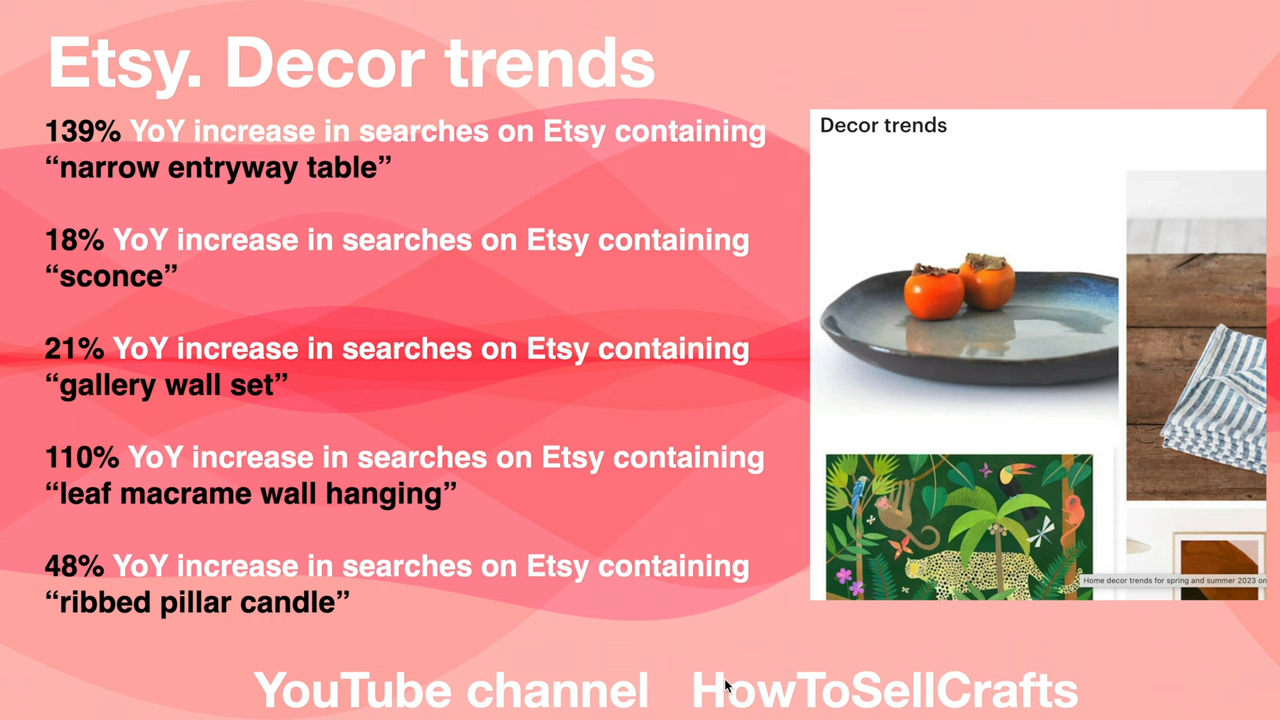 Etsy. Decor trends
139% YoY increase in searches on Etsy containing
“narrow entryway table”
18% YoY increase in searches on Etsy containing
“sconce”
21% YoY increase in searches on Etsy containing
“gallery wall set”
110% YoY increase in searches on Etsy containing
“leaf macrame wall hanging”
48% YoY increase in searches on Etsy containing
“ribbed pillar candle”
Decor trends
Home decor trends for spring and summer 2023 on
YouTube channel HowToSellCrafts